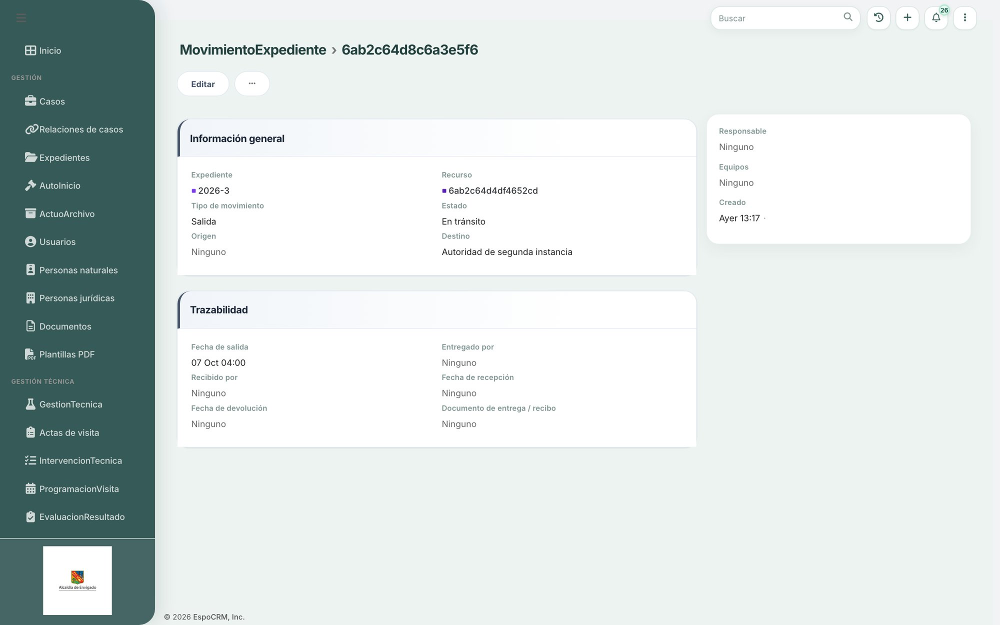 Buscar
26
Inicio
MovimientoExpediente › 6ab2c64d8c6a3e5f6
GESTIÓN
Editar
···
Casos
Relaciones de casos
Expedientes
AutoInicio
ActuoArchivo
Usuarios
Personas naturales
Personas jurídicas
Documentos
Plantillas PDF
GESTIÓN TÉCNICA
GestionTecnica
Actas de visita
IntervencionTecnica
ProgramacionVisita
EvaluacionResultado
Alcaldía de Envigado
Información general
Expediente
2026-3
Recurso
6ab2c64d4df4652cd
Tipo de movimiento
Salida
Estado
En tránsito
Origen
Ninguno
Destino
Autoridad de segunda instancia
Trazabilidad
Fecha de salida
07 Oct 04:00
Entregado por
Ninguno
Recibido por
Ninguno
Fecha de recepción
Ninguno
Fecha de devolución
Ninguno
Documento de entrega / recibo
Ninguno
Responsable
Ninguno
Equipos
Ninguno
Creado
Ayer 13:17 ·
© 2026 EspoCRM, Inc.